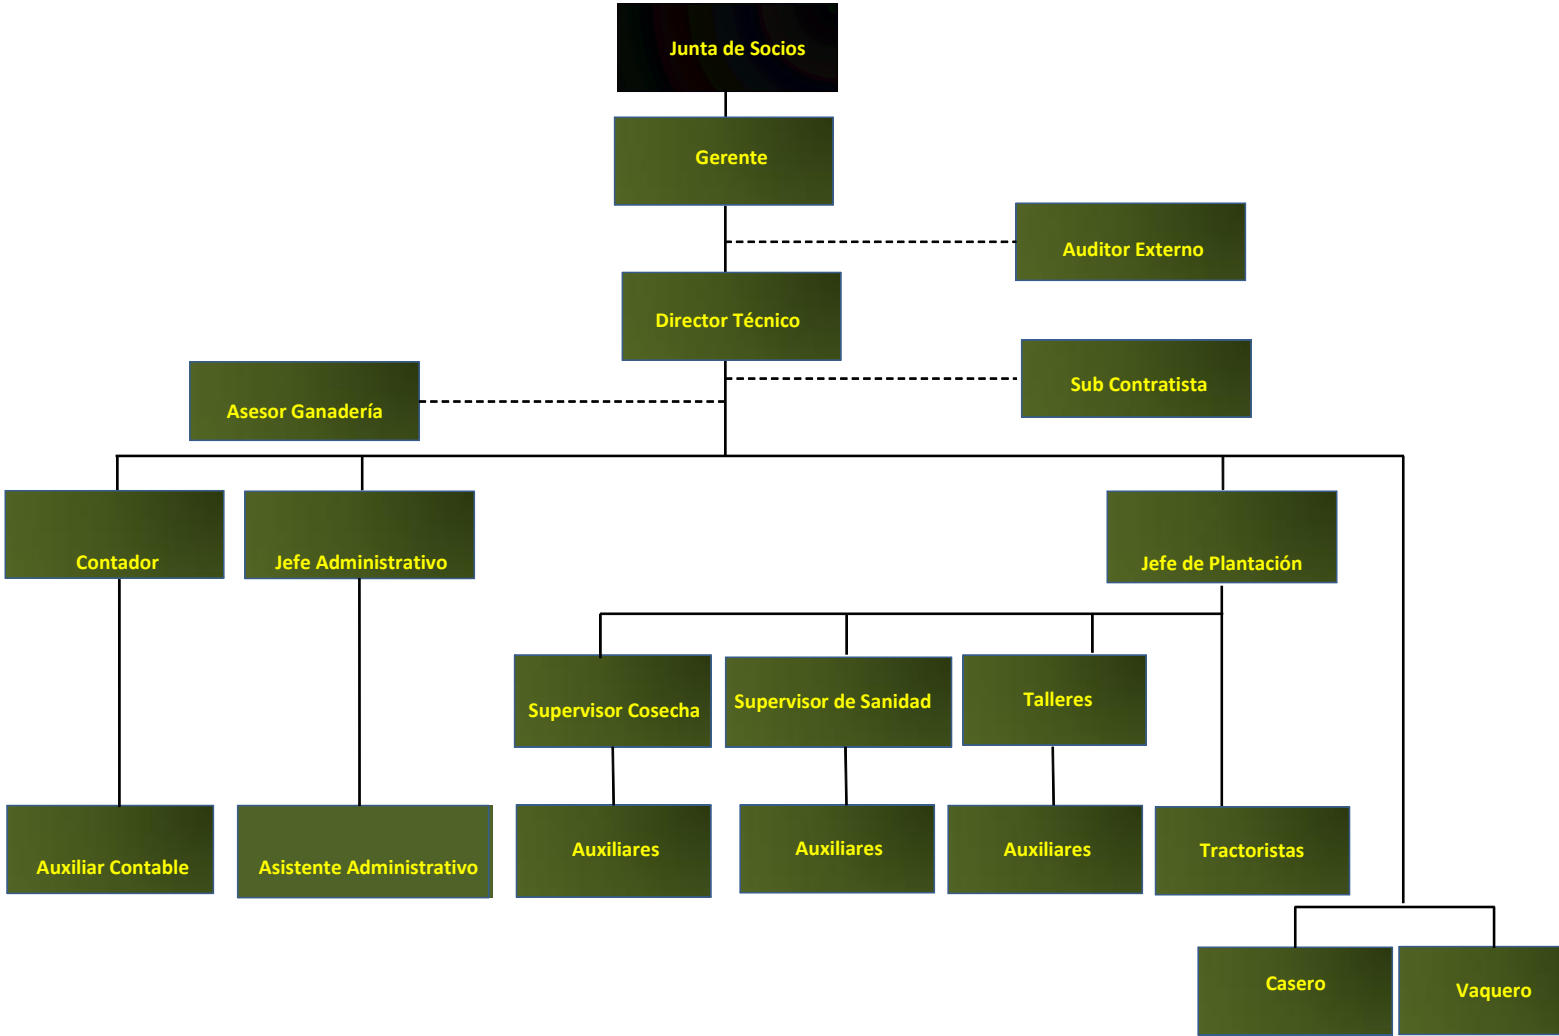 Junta de Socios
Gerente
Auditor Externo
Director Técnico
Sub Contratista
Asesor Ganadería
Contador
Jefe Administrativo
Jefe de Plantación
Supervisor Cosecha
Supervisor de Sanidad
Talleres
Auxiliar Contable
Asistente Administrativo
Auxiliares
Auxiliares
Auxiliares
Tractoristas
Casero
Vaquero